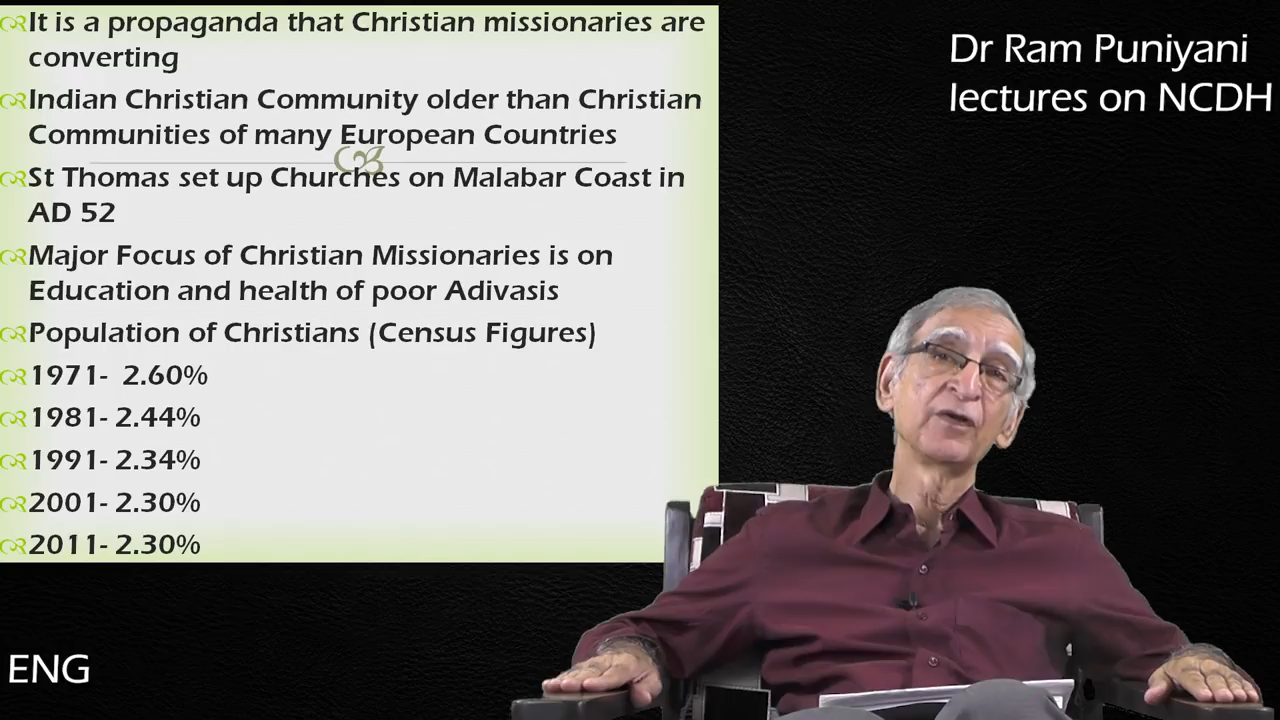 It is a propaganda that Christian missionaries are
converting
Indian Christian Community older than Christian
Communities of many European Countries
St Thomas set up Churches on Malabar Coast in
AD 52
Major Focus of Christian Missionaries is on
Education and health of poor Adivasis
Population of Christians (Census Figures)
1971- 2.60%
1981- 2.44%
1991- 2.34%
2001- 2.30%
2011- 2.30%
Dr Ram Puniyani
lectures on NCDH
ENG